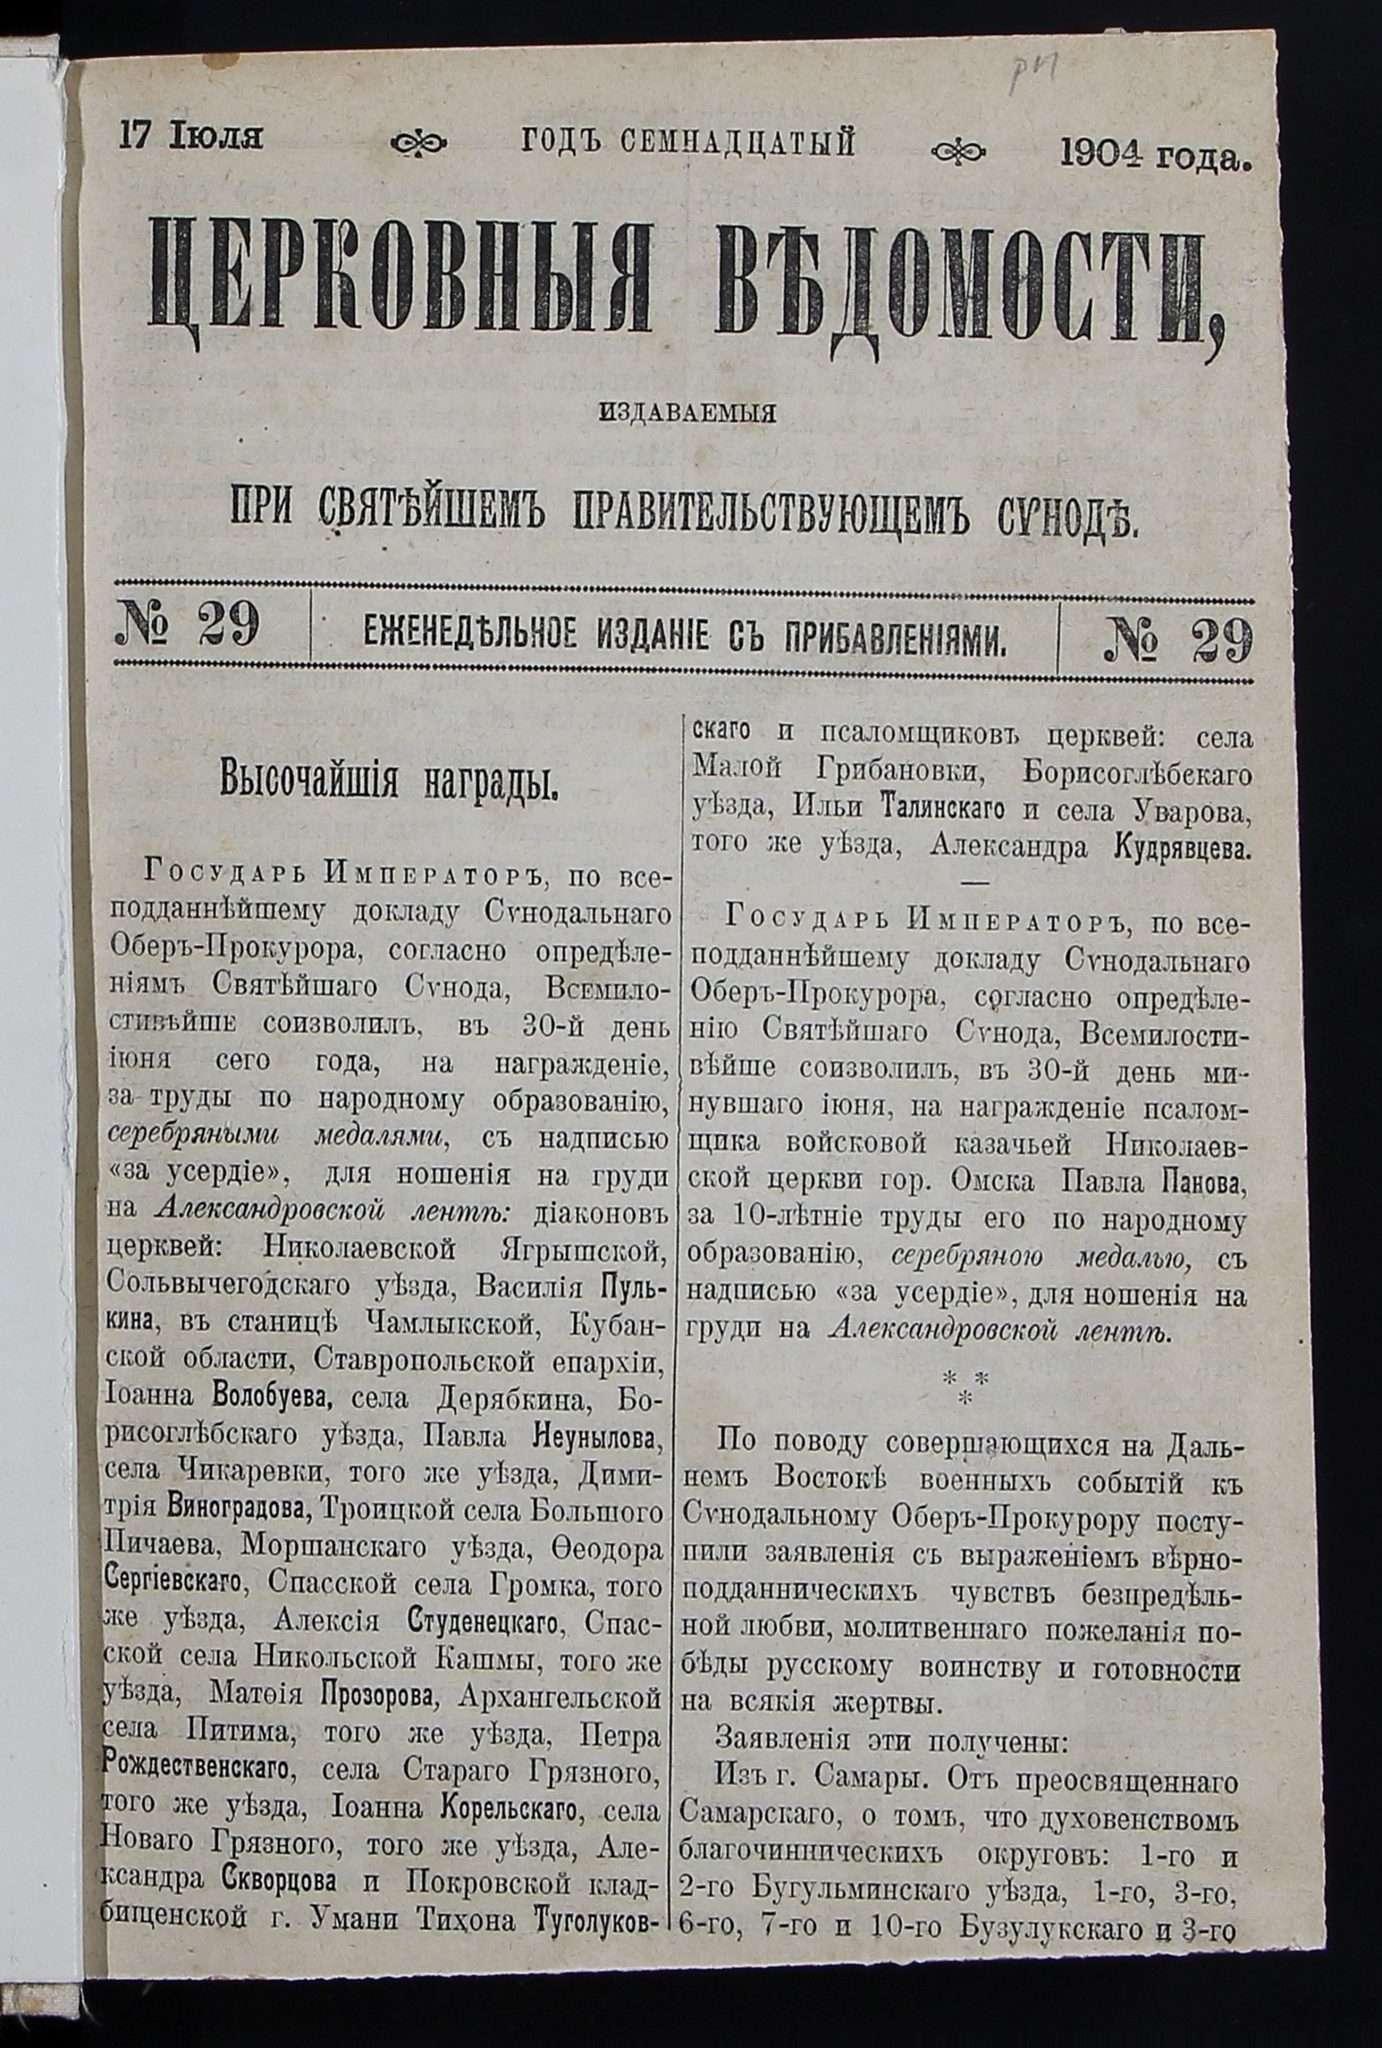 рп
17 Іюля
ГОДЪ СЕМНАДЦАТЫЙ
1904 года.
ЦЕРКОВНЫЯ ВѢДОМОСТИ,
ИЗДАВАЕМЫЯ
ПРИ СВЯТѢЙШЕМЪ ПРАВИТЕЛЬСТВУЮЩЕМЪ СѴНОДѢ.
№ 29
ЕЖЕНЕДѢЛЬНОЕ ИЗДАНІЕ СЪ ПРИБАВЛЕНІЯМИ.
№ 29
Высочайшія награды.
Государь Императоръ, по все-
подданнѣйшему докладу Сѵнодальнаго
Оберъ-Прокурора, согласно опредѣле-
ніямъ Святѣйшаго Сѵнода, Всемило-
стивѣйше соизволилъ, въ 30-й день
іюня сего года, на награжденіе,
за труды по народному образованію,
серебряными медалями, съ надписью
«за усердіе», для ношенія на груди
на Александровской лентѣ: діаконовъ
церквей: Николаевской Ягрышской,
Сольвычегодскаго уѣзда, Василія Пуль-
кина, въ станицѣ Чамлыкской, Кубан-
ской области, Ставропольской епархіи,
Іоанна Волобуева, села Дерябкина, Бо-
рисоглѣбскаго уѣзда, Павла Неунылова,
села Чикаревки, того же уѣзда, Дими-
трія Виноградова, Троицкой села Большого
Пичаева, Моршанскаго уѣзда, Ѳеодора
Сергіевскаго, Спасской села Громка, того
же уѣзда, Алексія Студенецкаго, Спас-
ской села Никольской Кашмы, того же
уѣзда, Матѳія Прозорова, Архангельской
села Питима, того же уѣзда, Петра
Рождественскаго, села Стараго Грязного,
того же уѣзда, Іоанна Корельскаго, села
Новаго Грязного, того же уѣзда, Але-
ксандра Скворцова и Покровской клад-
бищенской г. Умани Тихона Туголуков-
скаго и псаломщиковъ церквей: села
Малой Грибановки, Борисоглѣбскаго
уѣзда, Ильи Талинскаго и села Уварова,
того же уѣзда, Александра Кудрявцева.
Государь Императоръ, по все-
подданнѣйшему докладу Сѵнодальнаго
Оберъ-Прокурора, согласно опредѣле-
нію Святѣйшаго Сѵнода, Всемилости-
вѣйше соизволилъ, въ 30-й день ми-
нувшаго іюня, на награжденіе псалом-
щика войсковой казачьей Николаев-
ской церкви гор. Омска Павла Панова,
за 10-лѣтніе труды его по народному
образованію, серебряною медалью, съ
надписью «за усердіе», для ношенія на
груди на Александровской лентѣ.
* *
*
По поводу совершающихся на Даль-
немъ Востокѣ военныхъ событій къ
Сѵнодальному Оберъ-Прокурору посту-
пили заявленія съ выраженіемъ вѣрно-
подданническихъ чувствъ безпредѣль-
ной любви, молитвеннаго пожеланія по-
бѣды русскому воинству и готовности
на всякія жертвы.
Заявленія эти получены:
Изъ г. Самары. Отъ преосвященнаго
Самарскаго, о томъ, что духовенствомъ
благочинническихъ округовъ: 1-го и
2-го Бугульминскаго уѣзда, 1-го, 3-го,
6-го, 7-го и 10-го Бузулукскаго и 3-го